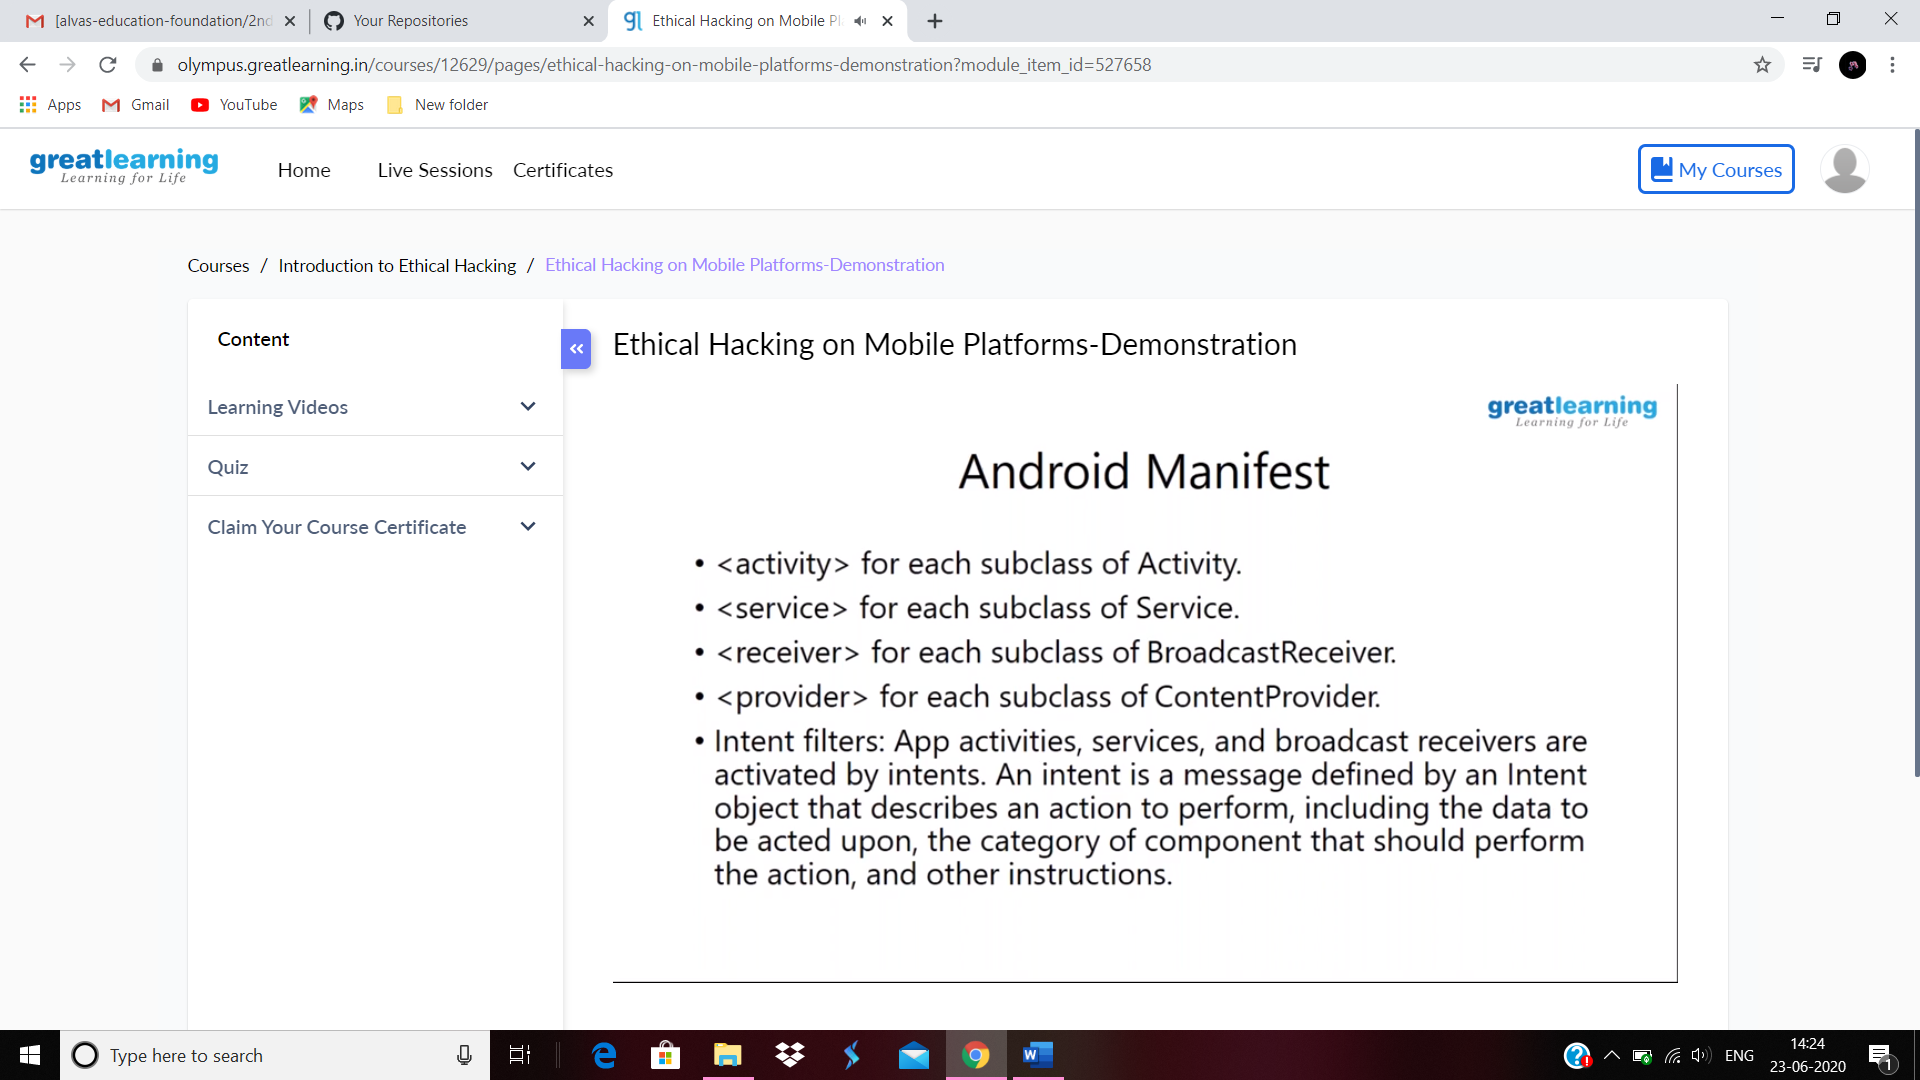 [alvas-education-foundation/2nd
Your Repositories
Ethical Hacking on Mobile Pl
olympus.greatlearning.in/courses/12629/pages/ethical-hacking-on-mobile-platforms-demonstration?module_item_id=527658
Apps
Gmail
YouTube
Maps
New folder
greatlearning
Learning for Life
Home
Live Sessions
Certificates
My Courses
Courses / Introduction to Ethical Hacking / Ethical Hacking on Mobile Platforms-Demonstration
Content
Learning Videos
Quiz
Claim Your Course Certificate
«
Ethical Hacking on Mobile Platforms-Demonstration
greatlearning
Learning for Life
Android Manifest
• <activity> for each subclass of Activity.
• <service> for each subclass of Service.
• <receiver> for each subclass of BroadcastReceiver.
• <provider> for each subclass of ContentProvider.
• Intent filters: App activities, services, and broadcast receivers are
activated by intents. An intent is a message defined by an Intent
object that describes an action to perform, including the data to
be acted upon, the category of component that should perform
the action, and other instructions.
Type here to search
ENG
14:24
23-06-2020
1